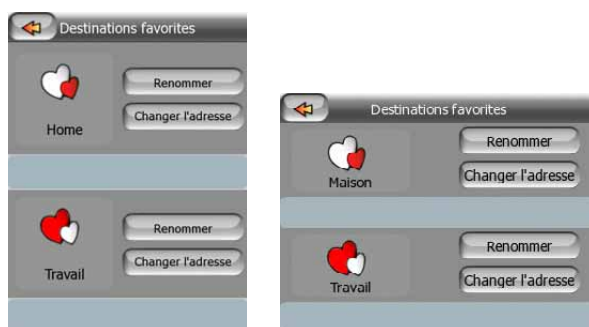 Destinations favorites
Renommer
Changer l'adresse
Home
Renommer
Changer l'adresse
Travail
Destinations favorites
Renommer
Changer l'adresse
Maison
Renommer
Changer l'adresse
Travail